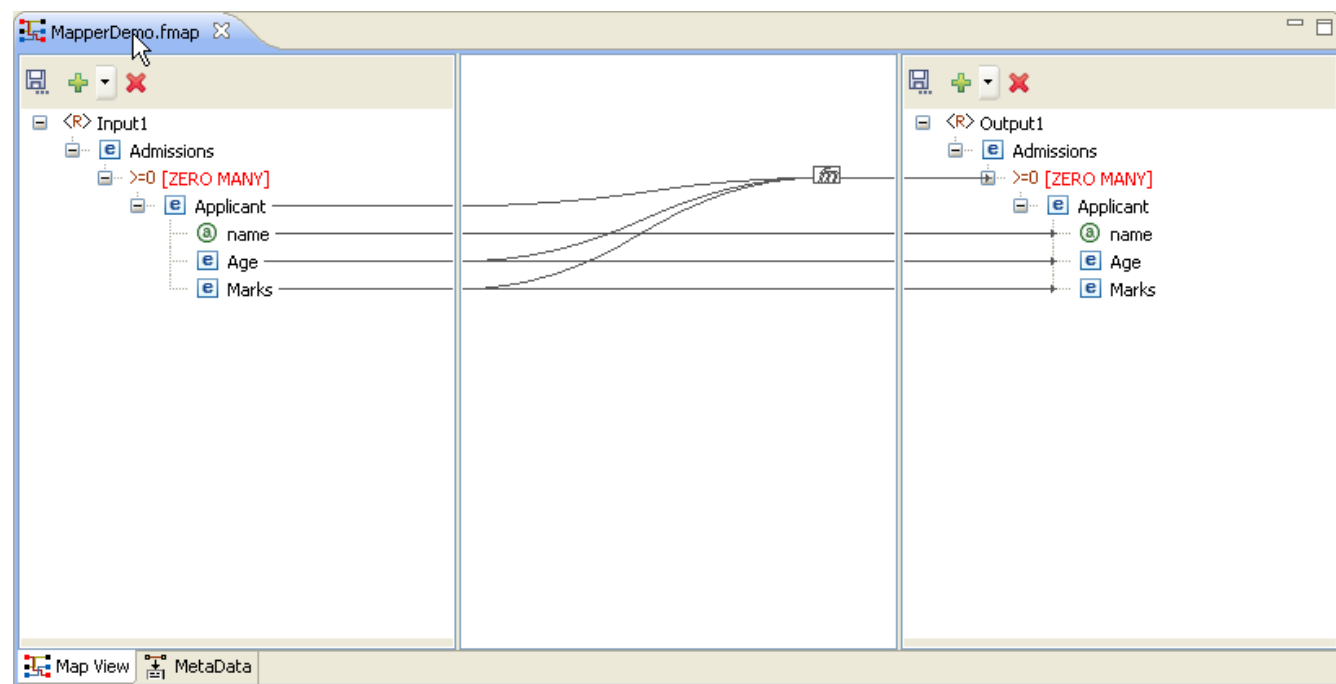 MapperDemo.fmap
<R> Input1
e Admissions
>=0 [ZERO MANY]
e Applicant
a name
e Age
e Marks
<R> Output1
e Admissions
>=0 [ZERO MANY]
e Applicant
a name
e Age
e Marks
Map View
MetaData